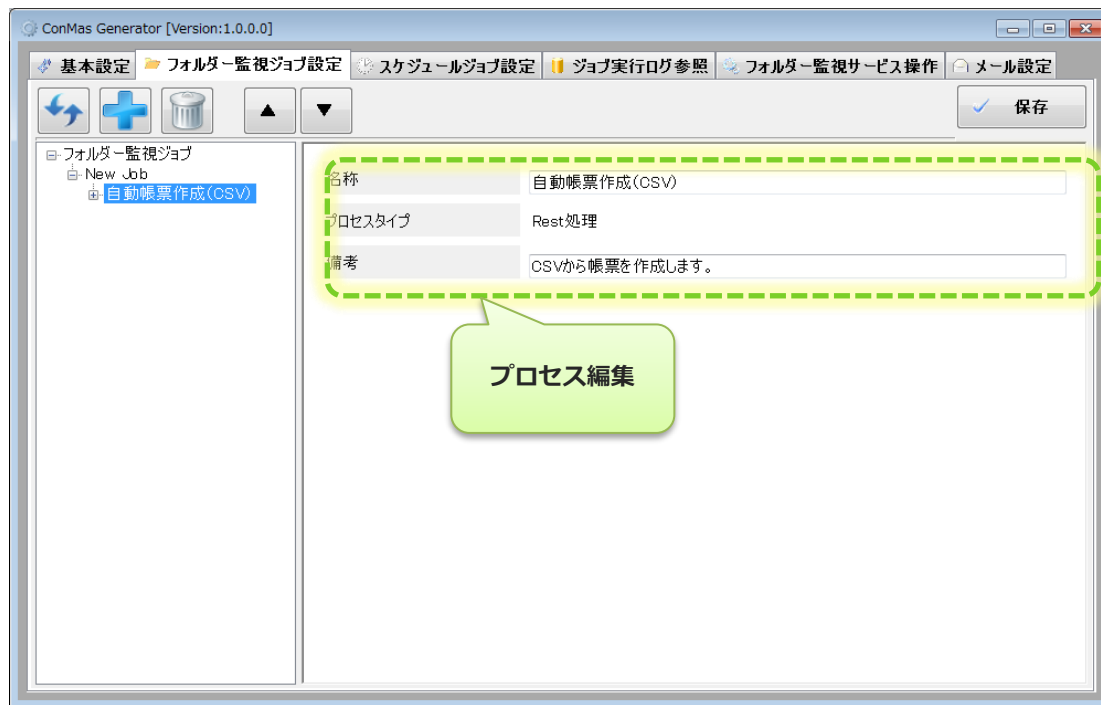 ConMas Generator [Version:1.0.0.0]
基本設定 フォルダー監視ジョブ設定 スケジュールジョブ設定 ジョブ実行ログ参照 フォルダー監視サービス操作 メール設定
保存
フォルダー監視ジョブ
New Job
自動帳票作成(CSV)
名称 自動帳票作成(CSV)
プロセスタイプ Rest処理
備考 CSVから帳票を作成します。
プロセス編集